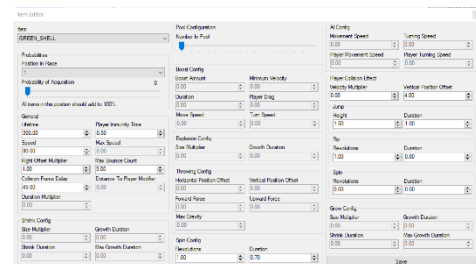 Item Editor
Item
GREEN_SHELL
Probabilities
Position in Race
1
Probability of Acquisition 0
All items in this position should add to 100%.
General
Lifetime Player Immunity Time
300.00 0.50
Speed Max Speed
80.00 0.00
Right Offset Multiplier Max Bounce Count
1.00 5.00
Collision Frame Delay Distance To Player Modifier
45.00 0.00
Duration Multiplier
0.00
Shrink Config
Size Multiplier Growth Duration
0.00 0.00
Shrink Duration Max Growth Duration
0.00 0.00
Pool Configuration
Number In Pool
Boost Config
Boost Amount Minimum Velocity
0.00 0.00
Duration Player Drag
0.00 0.00
Move Speed Turn Speed
0.00 0.00
Explosion Config
Size Multiplier Growth Duration
0.00 0.00
Throwing Config
Horizontal Position Offset Vertical Position Offset
0.00 0.00
Forward Force Upward Force
0.00 0.00
Max Gravity
0.00
Spin Config
Revolutions Duration
1.00 0.70
AI Config
Movement Speed Turning Speed
0.00 0.00
Player Movement Speed Player Turning Speed
0.00 0.00
Player Collision Effect
Velocity Multiplier Vertical Position Offset
0.00 4.00
Jump
Height Duration
1.50 1.00
Flip
Revolutions Duration
1.00 0.80
Spin
Revolutions Duration
0.00 0.00
Grow Config
Size Multiplier Growth Duration
0.00 0.00
Shrink Duration Max Growth Duration
0.00 0.00
Save